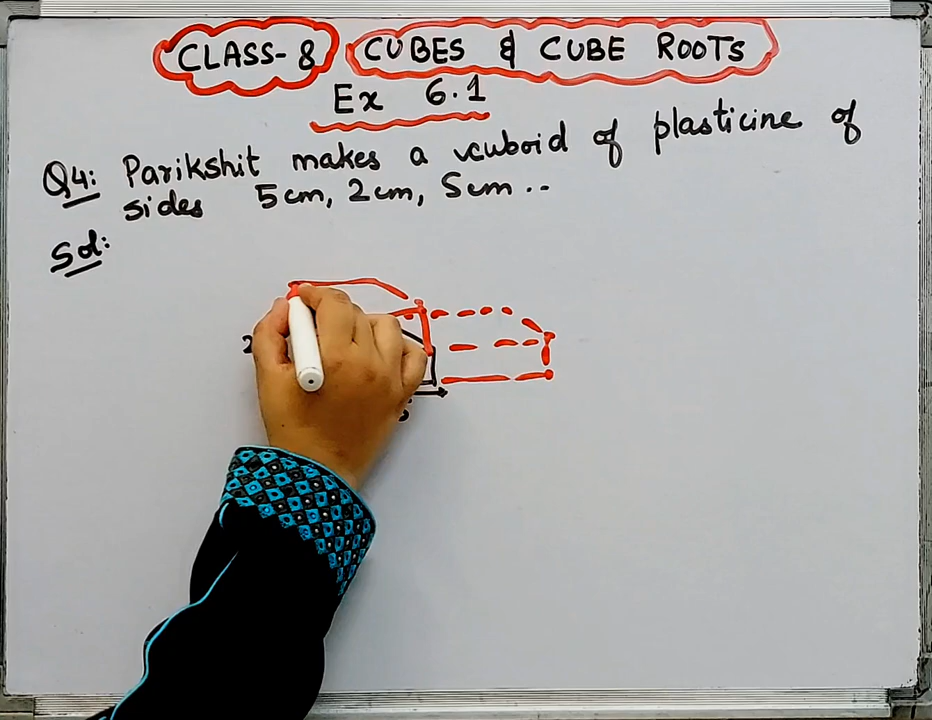 CLASS-8 CUBES & CUBE ROOTS
Ex 6.1
Q4: Parikshit makes a cuboid of plasticine of
sides 5cm, 2cm, 5cm ..
Sol:
2